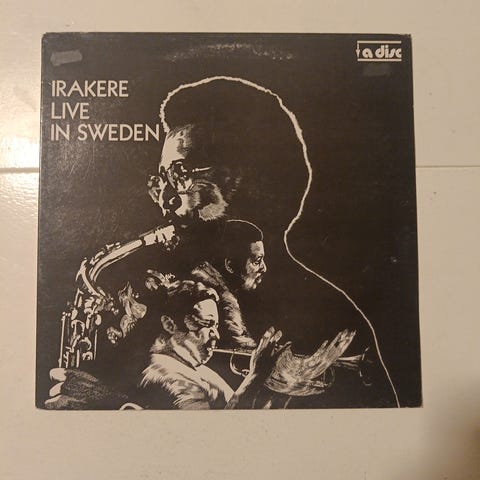 IRAKERE
LIVE
IN SWEDEN
a disc